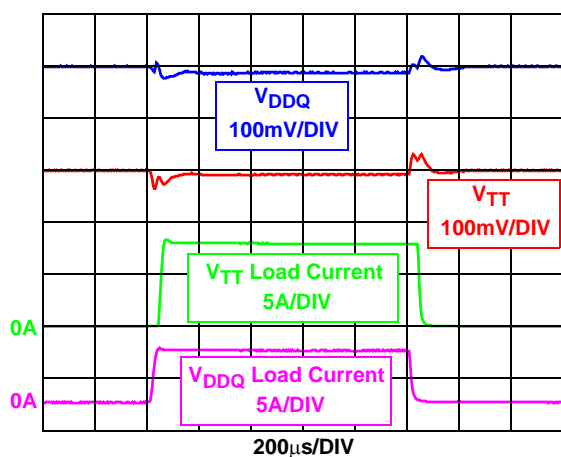 VDDQ
100mV/DIV
VTT
100mV/DIV
VTT Load Current
5A/DIV
0A
VDDQ Load Current
5A/DIV
0A
200μs/DIV